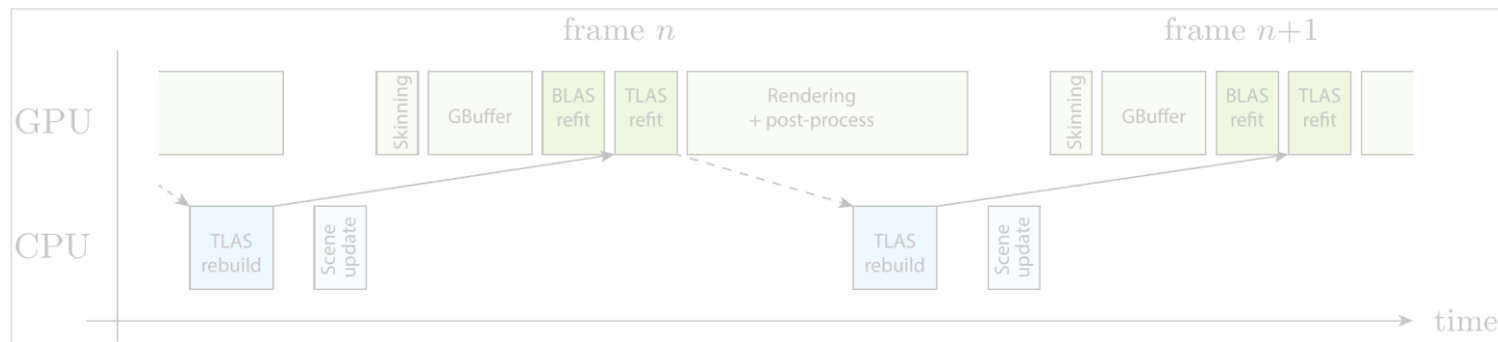 frame n
frame n+1
GPU
Skinning
GBuffer
BLAS
refit
TLAS
refit
Rendering
+ post-process
Skinning
GBuffer
BLAS
refit
TLAS
refit
CPU
TLAS
rebuild
Scene
update
TLAS
rebuild
Scene
update
time